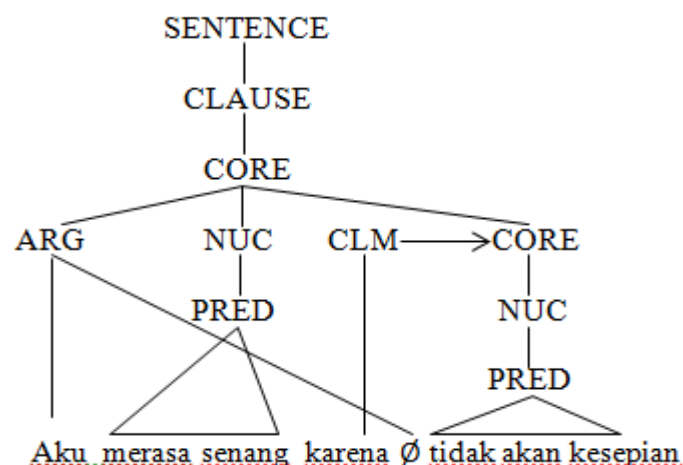 SENTENCE
CLAUSE
CORE
ARG NUC CLM CORE
PRED NUC
PRED
Aku merasa senang karena Ø tidak akan kesepian